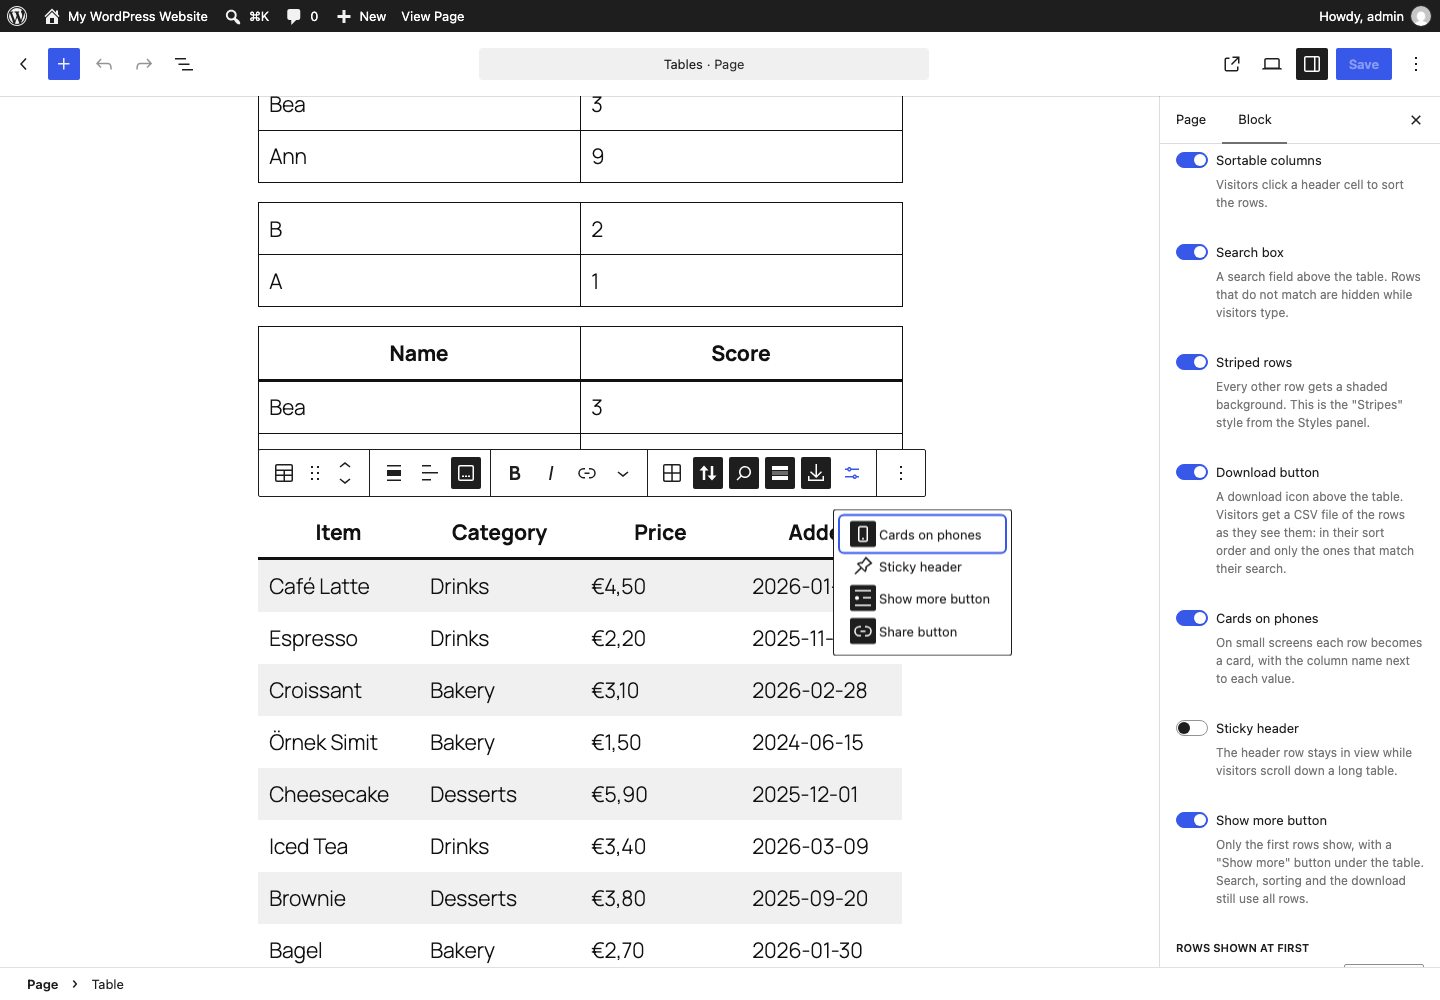 My WordPress Website
⌘K
0
New
View Page
Howdy, admin
Tables · Page
Save
Bea
3
Ann
9
B
2
A
1
Name
Score
Bea
3
B
I
Item
Category
Price
Adde
Café Latte
Drinks
€4,50
2026-01-
Espresso
Drinks
€2,20
2025-11-
Croissant
Bakery
€3,10
2026-02-28
Örnek Simit
Bakery
€1,50
2024-06-15
Cheesecake
Desserts
€5,90
2025-12-01
Iced Tea
Drinks
€3,40
2026-03-09
Brownie
Desserts
€3,80
2025-09-20
Bagel
Bakery
€2,70
2026-01-30
Cards on phones
Sticky header
Show more button
Share button
Page
Block
Sortable columns
Visitors click a header cell to sort
the rows.
Search box
A search field above the table. Rows
that do not match are hidden while
visitors type.
Striped rows
Every other row gets a shaded
background. This is the "Stripes"
style from the Styles panel.
Download button
A download icon above the table.
Visitors get a CSV file of the rows
as they see them: in their sort
order and only the ones that match
their search.
Cards on phones
On small screens each row becomes
a card, with the column name next
to each value.
Sticky header
The header row stays in view while
visitors scroll down a long table.
Show more button
Only the first rows show, with a
"Show more" button under the table.
Search, sorting and the download
still use all rows.
ROWS SHOWN AT FIRST
Page
Table